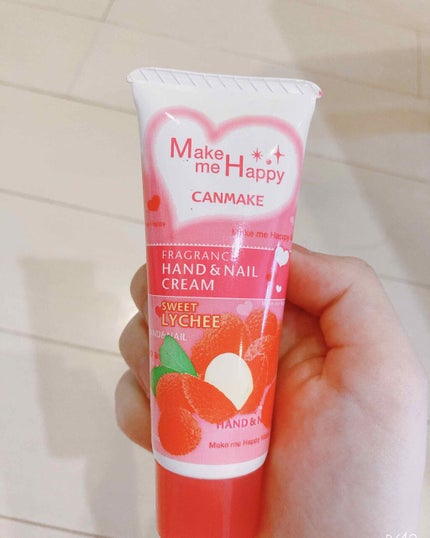 Make
me Happy
CANMAKE
Make me Happy
FRAGRANCE
HAND & NAIL
CREAM
SWEET
LYCHEE
NAIL
HAND & N
Make me Happy